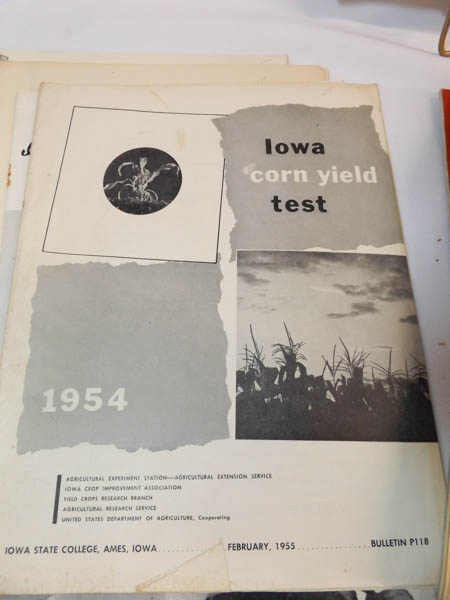 Iowa
corn yield
test
1954
AGRICULTURAL EXPERIMENT STATION—AGRICULTURAL EXTENSION SERVICE
IOWA CROP IMPROVEMENT ASSOCIATION
FIELD CROPS RESEARCH BRANCH
AGRICULTURAL RESEARCH SERVICE
UNITED STATES DEPARTMENT OF AGRICULTURE, Cooperating
IOWA STATE COLLEGE, AMES, IOWA............FEBRUARY, 1955................BULLETIN P118